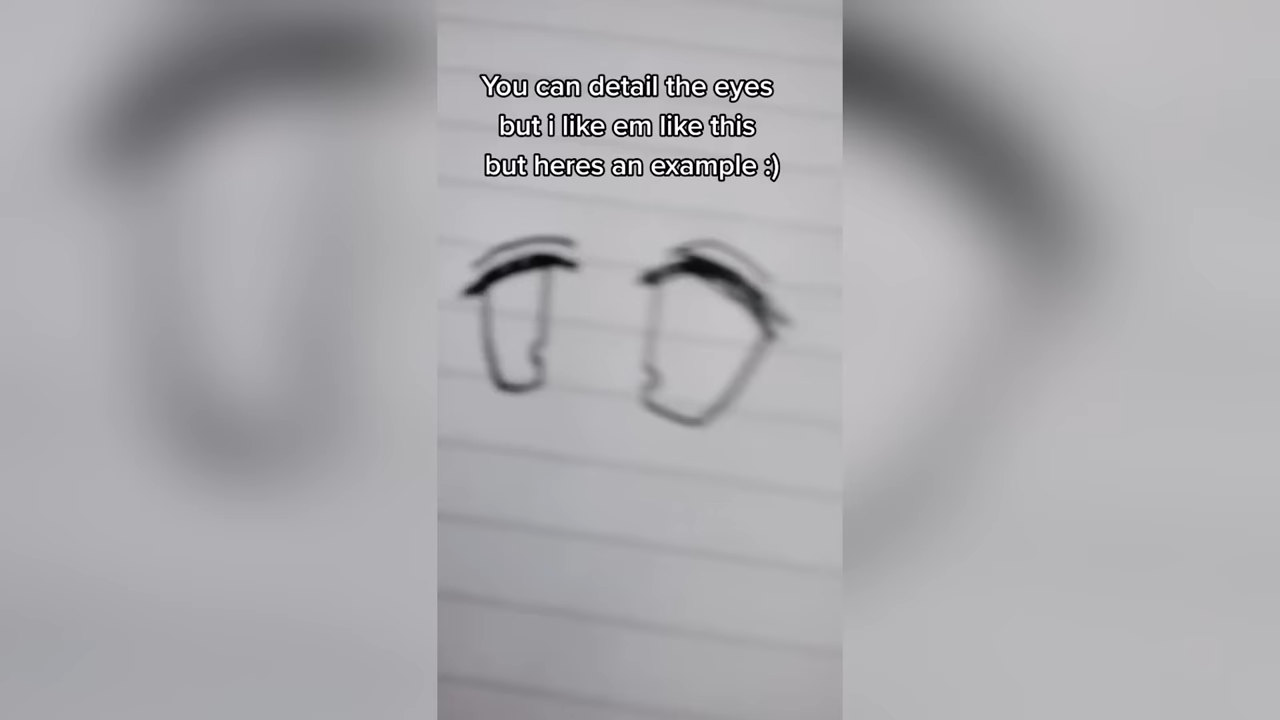 You can detail the eyes
but i like em like this
but heres an example :)